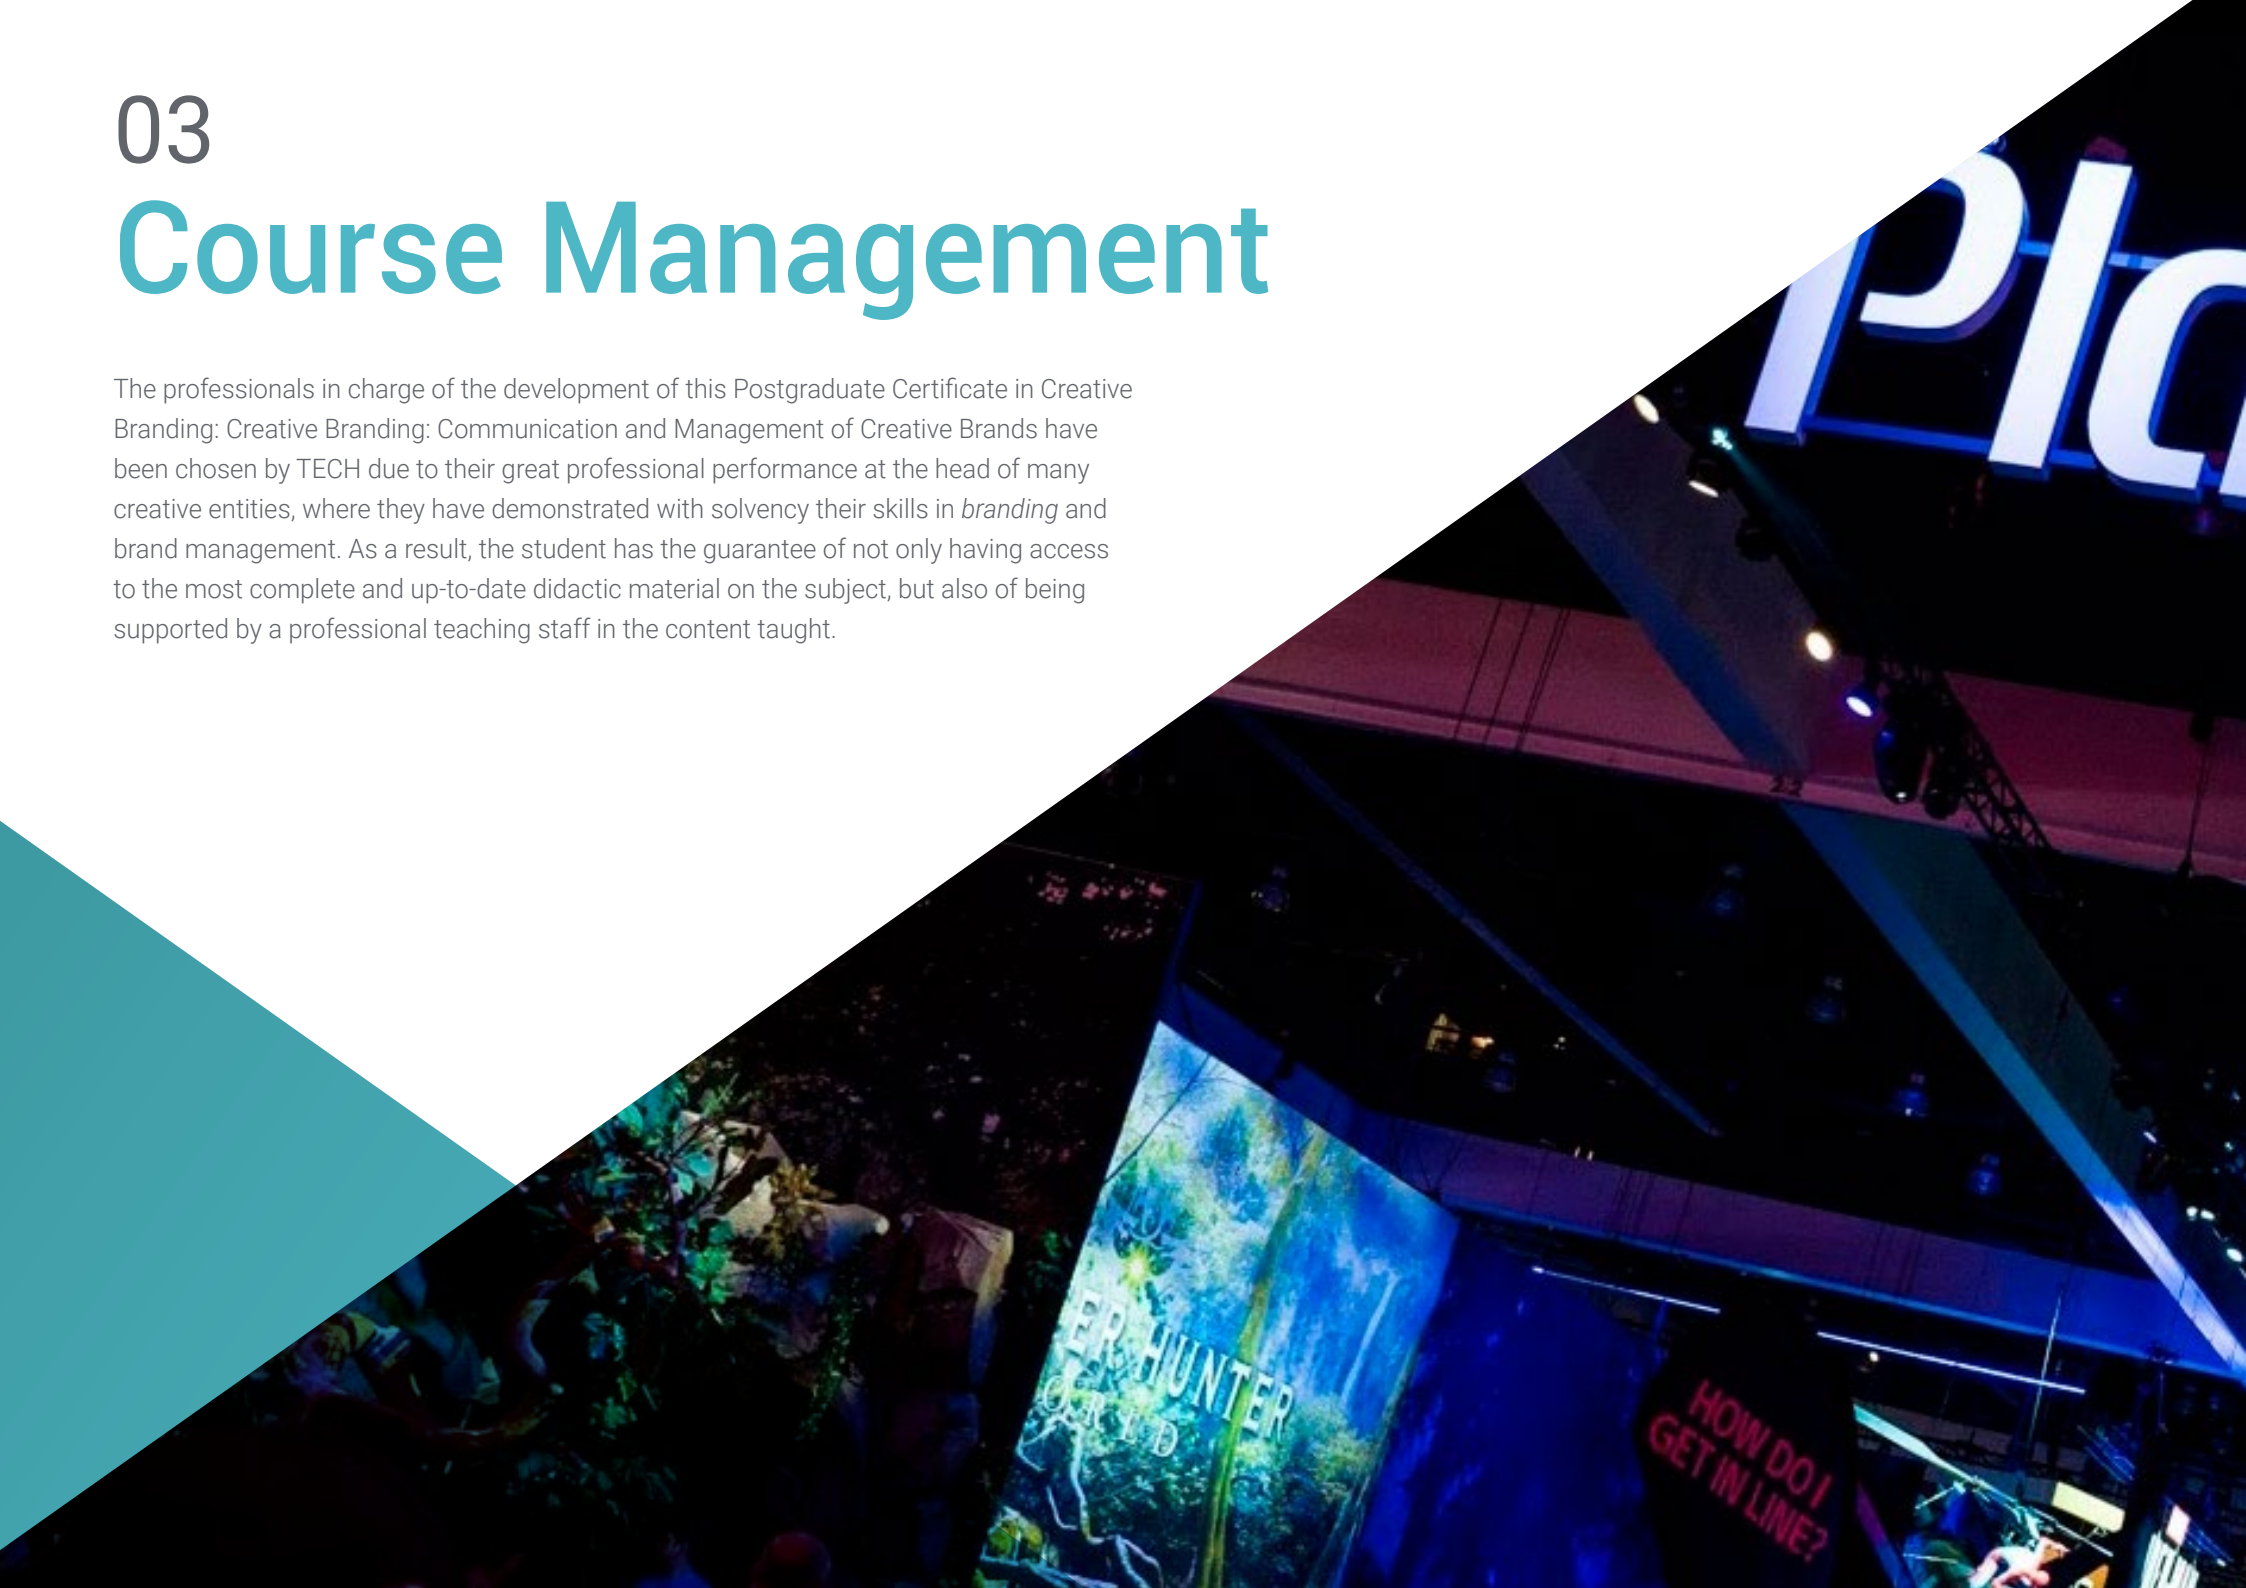 03
Course Management
The professionals in charge of the development of this Postgraduate Certificate in Creative
Branding: Creative Branding: Communication and Management of Creative Brands have
been chosen by TECH due to their great professional performance at the head of many
creative entities, where they have demonstrated with solvency their skills in branding and
brand management. As a result, the student has the guarantee of not only having access
to the most complete and up-to-date didactic material on the subject, but also of being
supported by a professional teaching staff in the content taught.
Pla
22
ER HUNTER
ORLD
HOW DO I
GET IN LINE?